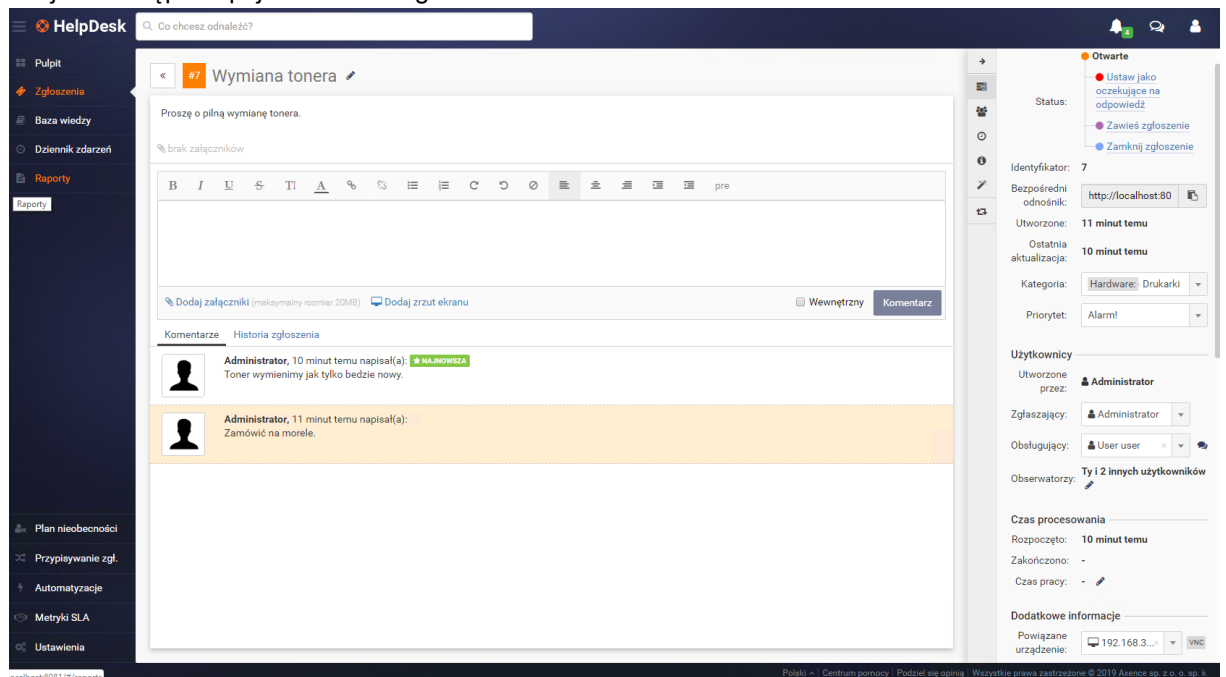 HelpDesk
Co chcesz odnaleźć?
4
Pulpit
Zgłoszenia
Baza wiedzy
Dziennik zdarzeń
Raporty
Raporty
Plan nieobecności
Przypisywanie zgł.
Automatyzacje
Metryki SLA
Ustawienia
«
#7 Wymiana tonera
Proszę o pilną wymianę tonera.
brak załączników
B I U S TI A pre
Dodaj załączniki (maksymalny rozmiar 20MB) Dodaj zrzut ekranu
Wewnętrzny Komentarz
Komentarze Historia zgłoszenia
Administrator, 10 minut temu napisał(a): NAJNOWSZA
Toner wymienimy jak tylko bedzie nowy.
Administrator, 11 minut temu napisał(a):
Zamówić na morele.
Status:
Otwarte
Ustaw jako
oczekujące na
odpowiedź
Zawieś zgłoszenie
Zamknij zgłoszenie
Identyfikator: 7
Bezpośredni
odnośnik: http://localhost:80
Utworzone: 11 minut temu
Ostatnia
aktualizacja: 10 minut temu
Kategoria: Hardware: Drukarki
Priorytet: Alarm!
Użytkownicy
Utworzone
przez: Administrator
Zgłaszający: Administrator
Obsługujący: User user ×
Obserwatorzy: Ty i 2 innych użytkowników
Czas procesowania
Rozpoczęto: 10 minut temu
Zakończono: -
Czas pracy: -
Dodatkowe informacje
Powiązane
urządzenie: 192.168.3... × VNC
Polski | Centrum pomocy | Podziel się opinią | Wszystkie prawa zastrzeżone © 2019 Axence sp. z o. o. sp. k